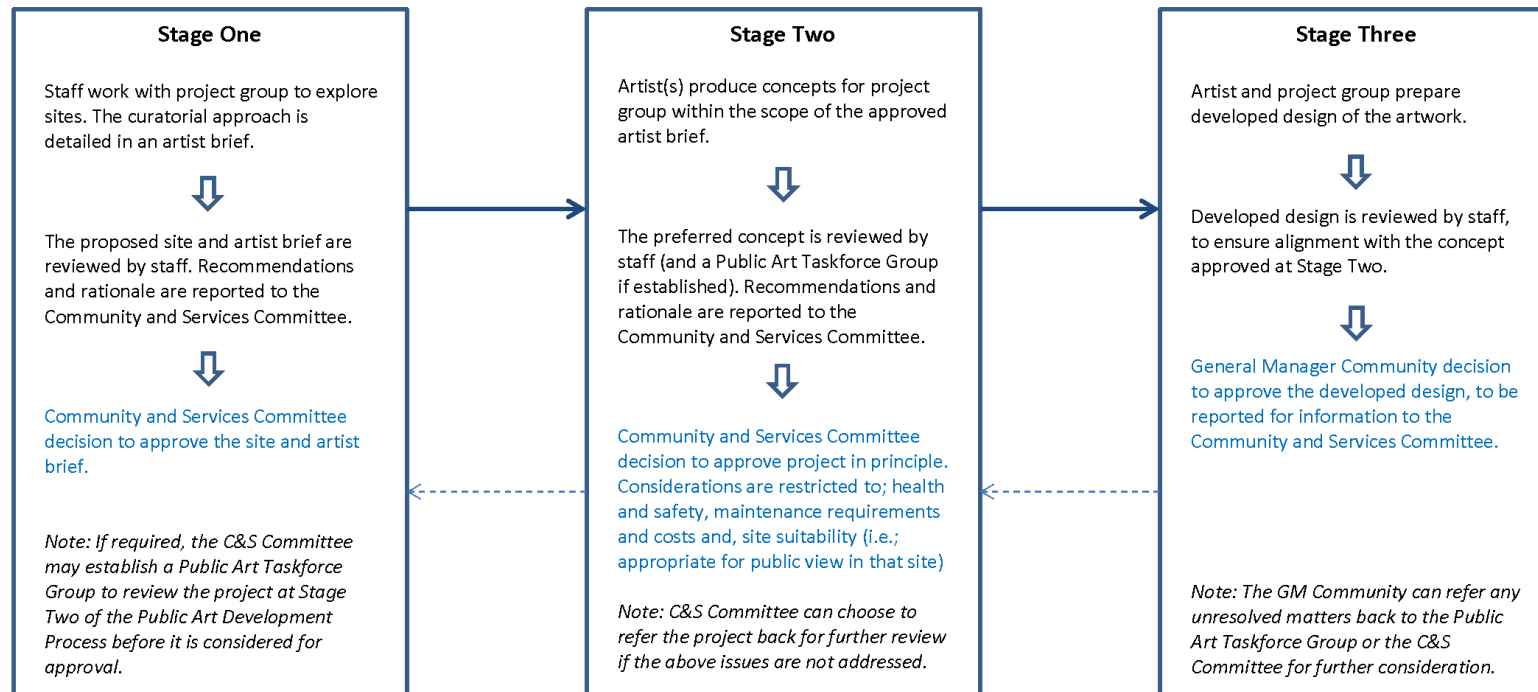 Stage One
Staff work with project group to explore
sites. The curatorial approach is
detailed in an artist brief.
The proposed site and artist brief are
reviewed by staff. Recommendations
and rationale are reported to the
Community and Services Committee.
Community and Services Committee
decision to approve the site and artist
brief.
Note: If required, the C&S Committee
may establish a Public Art Taskforce
Group to review the project at Stage
Two of the Public Art Development
Process before it is considered for
approval.
Stage Two
Artist(s) produce concepts for project
group within the scope of the approved
artist brief.
The preferred concept is reviewed by
staff (and a Public Art Taskforce Group
if established). Recommendations and
rationale are reported to the
Community and Services Committee.
Community and Services Committee
decision to approve project in principle.
Considerations are restricted to; health
and safety, maintenance requirements
and costs and, site suitability (i.e.;
appropriate for public view in that site)
Note: C&S Committee can choose to
refer the project back for further review
if the above issues are not addressed.
Stage Three
Artist and project group prepare
developed design of the artwork.
Developed design is reviewed by staff,
to ensure alignment with the concept
approved at Stage Two.
General Manager Community decision
to approve the developed design, to be
reported for information to the
Community and Services Committee.
Note: The GM Community can refer any
unresolved matters back to the Public
Art Taskforce Group or the C&S
Committee for further consideration.